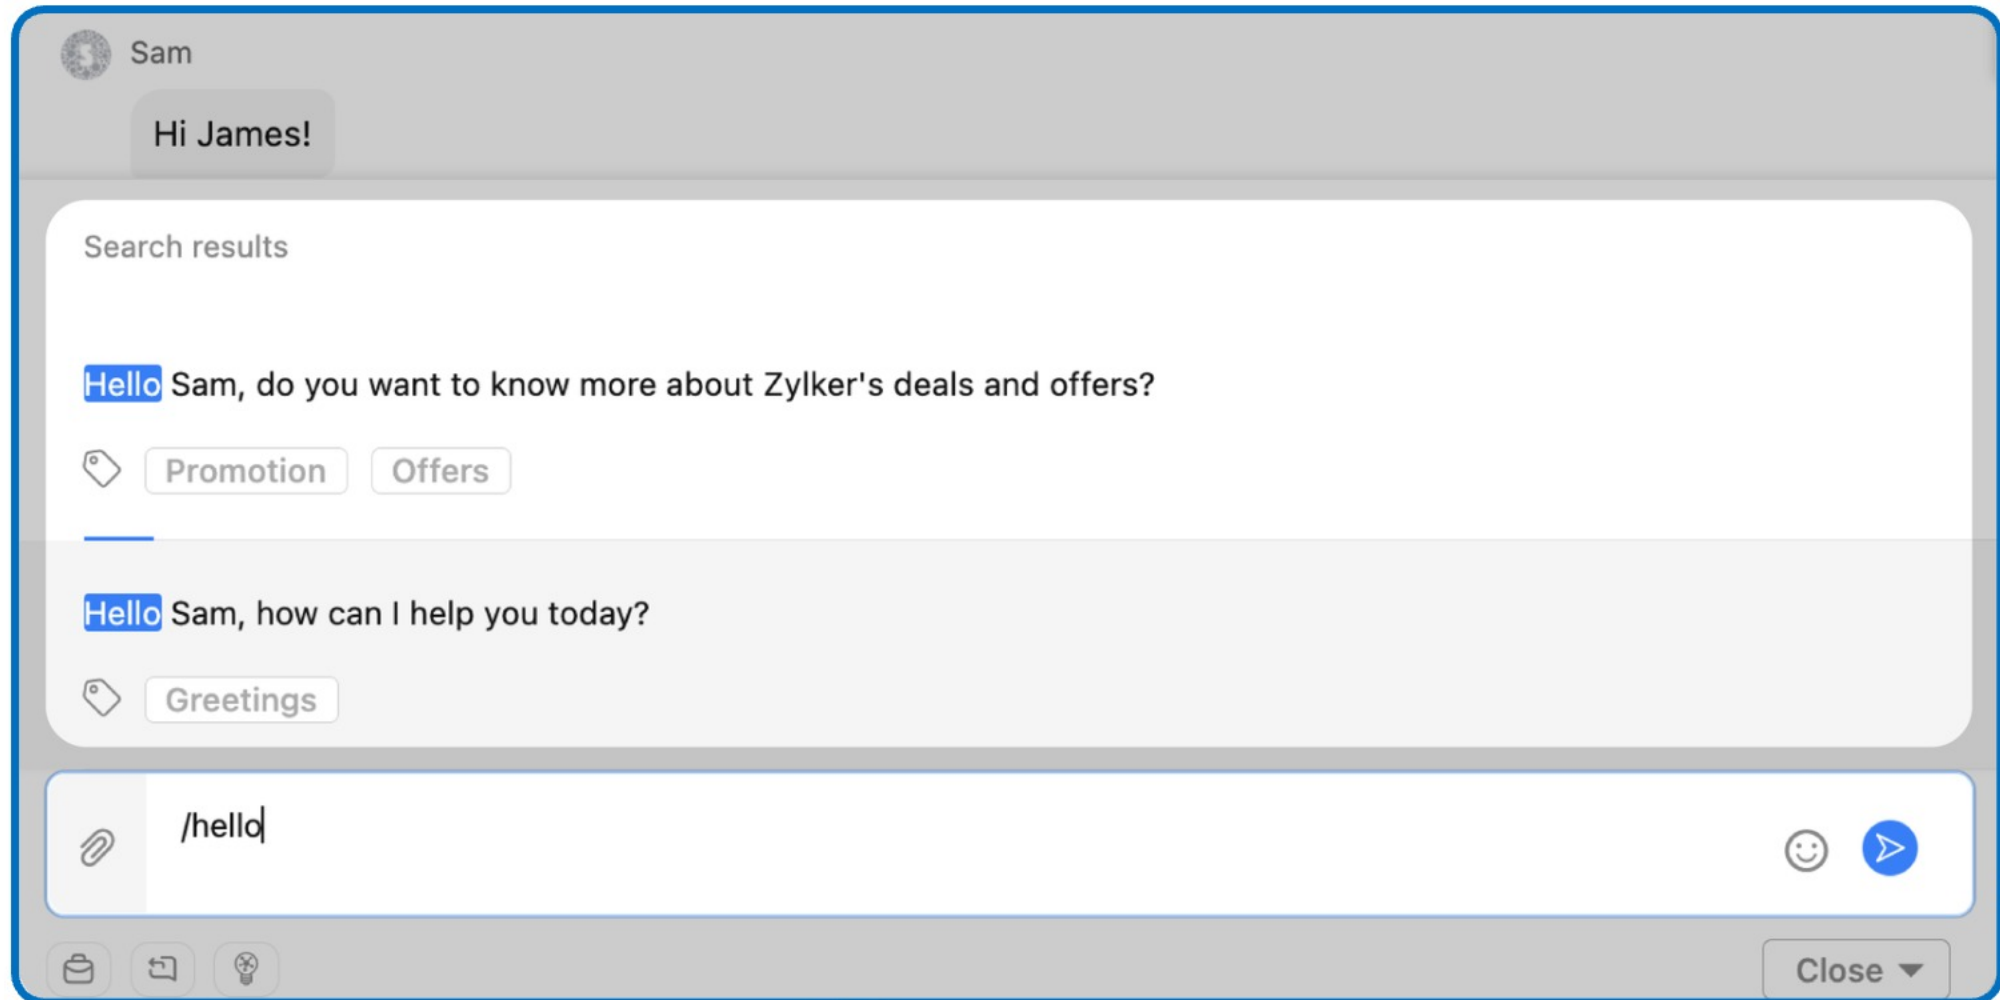 Sam
Hi James!
Search results
Hello Sam, do you want to know more about Zylker's deals and offers?
Promotion Offers
Hello Sam, how can I help you today?
Greetings
/hello
Close